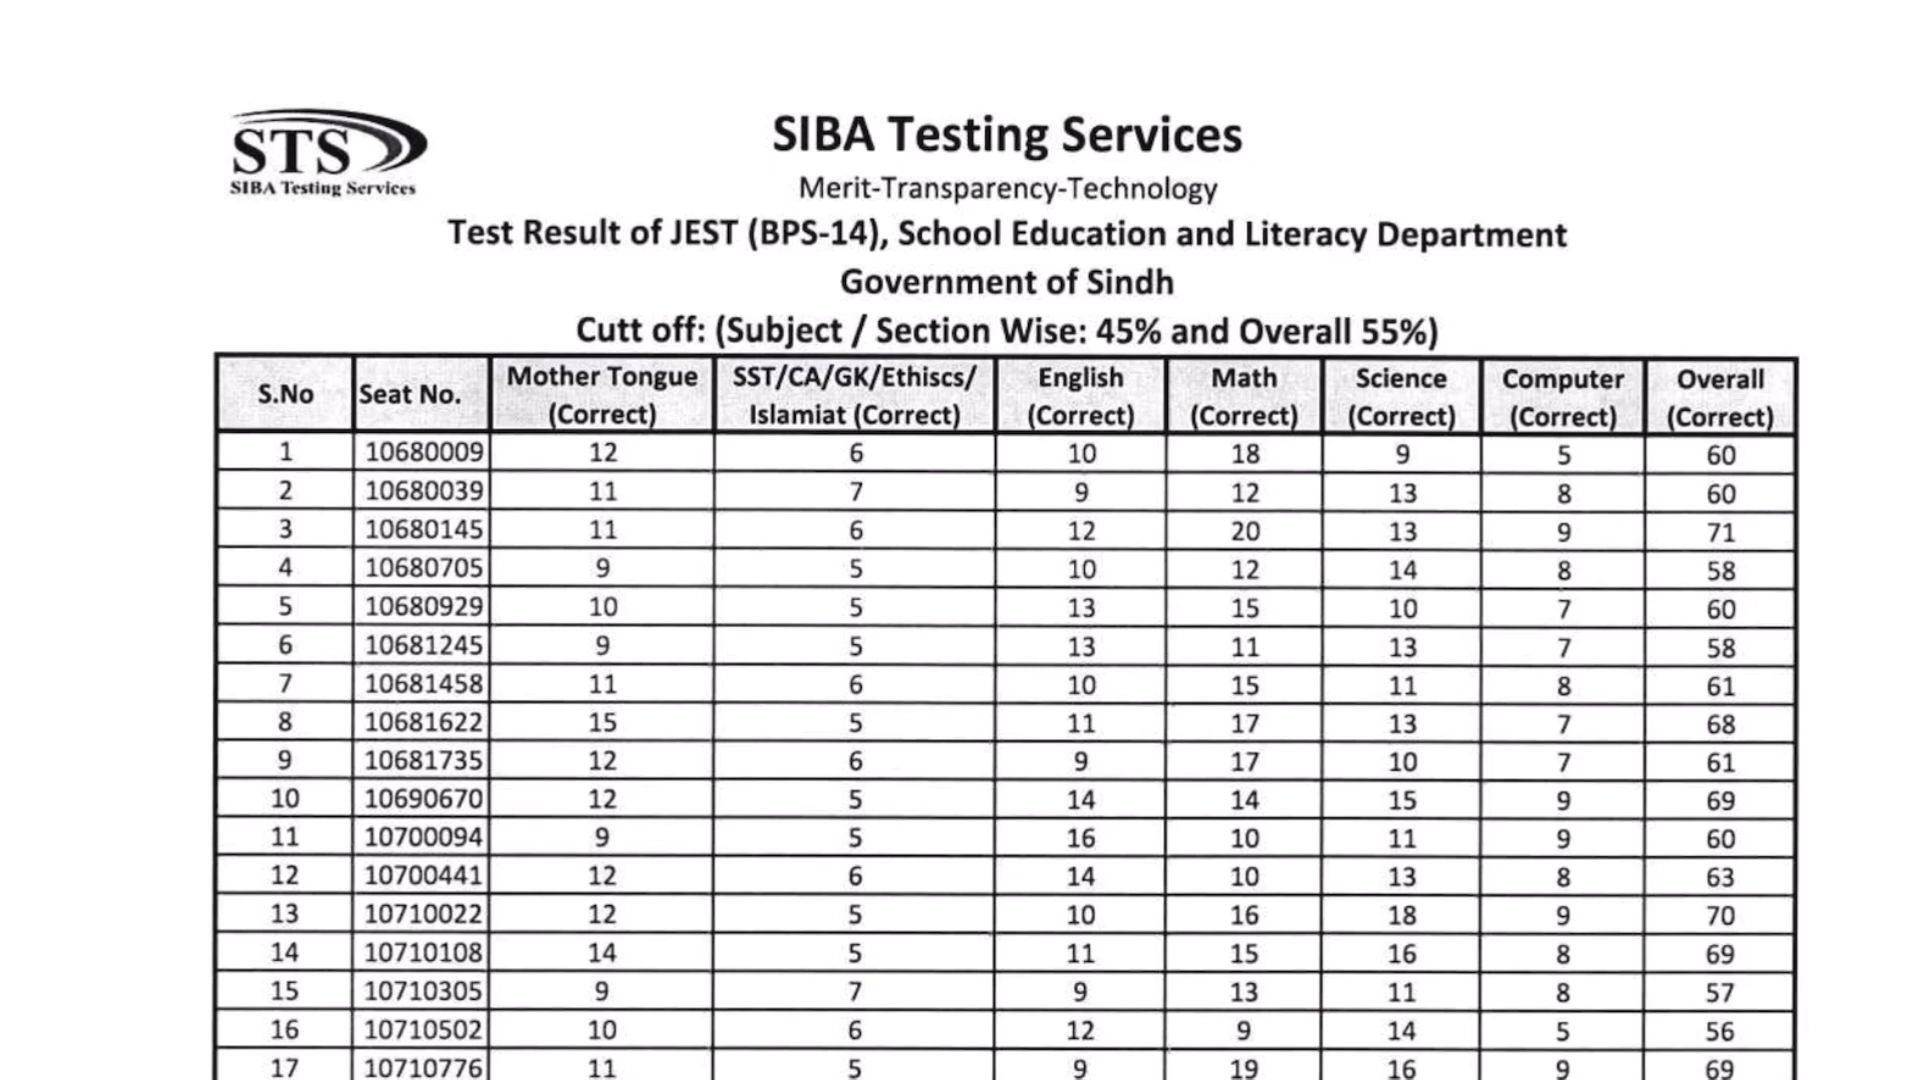 STS
SIBA Testing Services
SIBA Testing Services
Merit-Transparency-Technology
Test Result of JEST (BPS-14), School Education and Literacy Department
Government of Sindh
Cutt off: (Subject / Section Wise: 45% and Overall 55%)
S.No Seat No. Mother Tongue (Correct) SST/CA/GK/Ethiscs/ Islamiat (Correct) English (Correct) Math (Correct) Science (Correct) Computer (Correct) Overall (Correct)
1 10680009 12 6 10 18 9 5 60
2 10680039 11 7 9 12 13 8 60
3 10680145 11 6 12 20 13 9 71
4 10680705 9 5 10 12 14 8 58
5 10680929 10 5 13 15 10 7 60
6 10681245 9 5 13 11 13 7 58
7 10681458 11 6 10 15 11 8 61
8 10681622 15 5 11 17 13 7 68
9 10681735 12 6 9 17 10 7 61
10 10690670 12 5 14 14 15 9 69
11 10700094 9 5 16 10 11 9 60
12 10700441 12 6 14 10 13 8 63
13 10710022 12 5 10 16 18 9 70
14 10710108 14 5 11 15 16 8 69
15 10710305 9 7 9 13 11 8 57
16 10710502 10 6 12 9 14 5 56
17 10710776 11 5 9 19 16 9 69